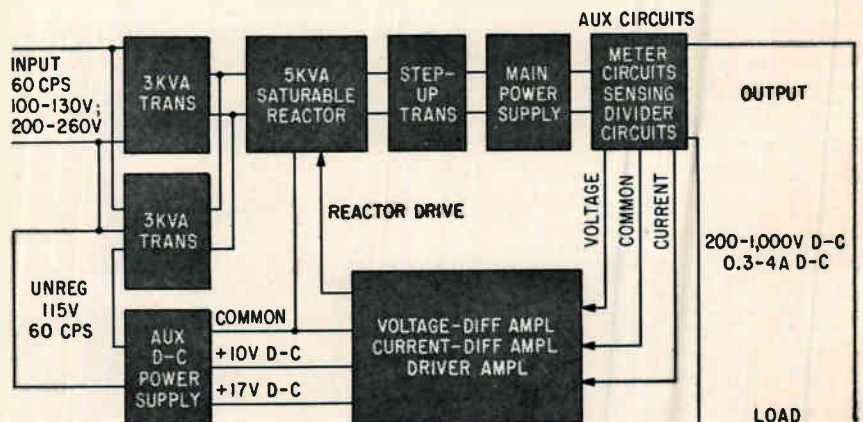 AUX CIRCUITS
INPUT
60 CPS
100-130V;
200-260V
3KVA
TRANS
5KVA
SATURABLE
REACTOR
STEP-
UP
TRANS
MAIN
POWER
SUPPLY
METER
CIRCUITS
SENSING
DIVIDER
CIRCUITS
OUTPUT
3KVA
TRANS
REACTOR DRIVE
VOLTAGE
COMMON
CURRENT
200-1,000V D-C
0.3-4A D-C
UNREG
115V
60 CPS
AUX
D-C
POWER
SUPPLY
COMMON
+10V D-C
+17V D-C
VOLTAGE-DIFF AMPL
CURRENT-DIFF AMPL
DRIVER AMPL
LOAD